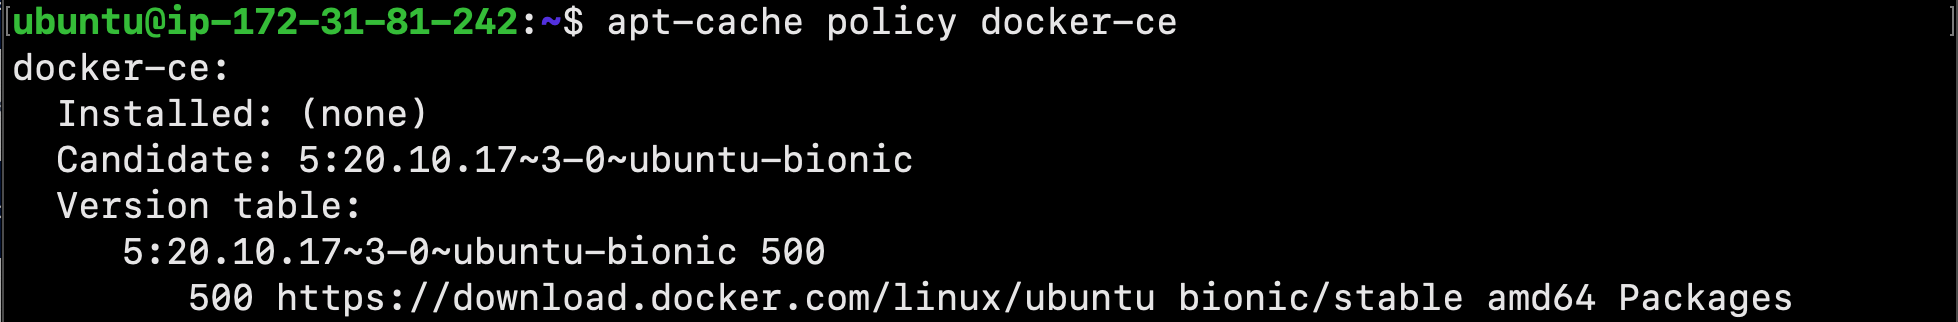 ubuntu@ip-172-31-81-242:~$ apt-cache policy docker-ce
docker-ce:
  Installed: (none)
  Candidate: 5:20.10.17~3-0~ubuntu-bionic
  Version table:
     5:20.10.17~3-0~ubuntu-bionic 500
        500 https://download.docker.com/linux/ubuntu bionic/stable amd64 Packages